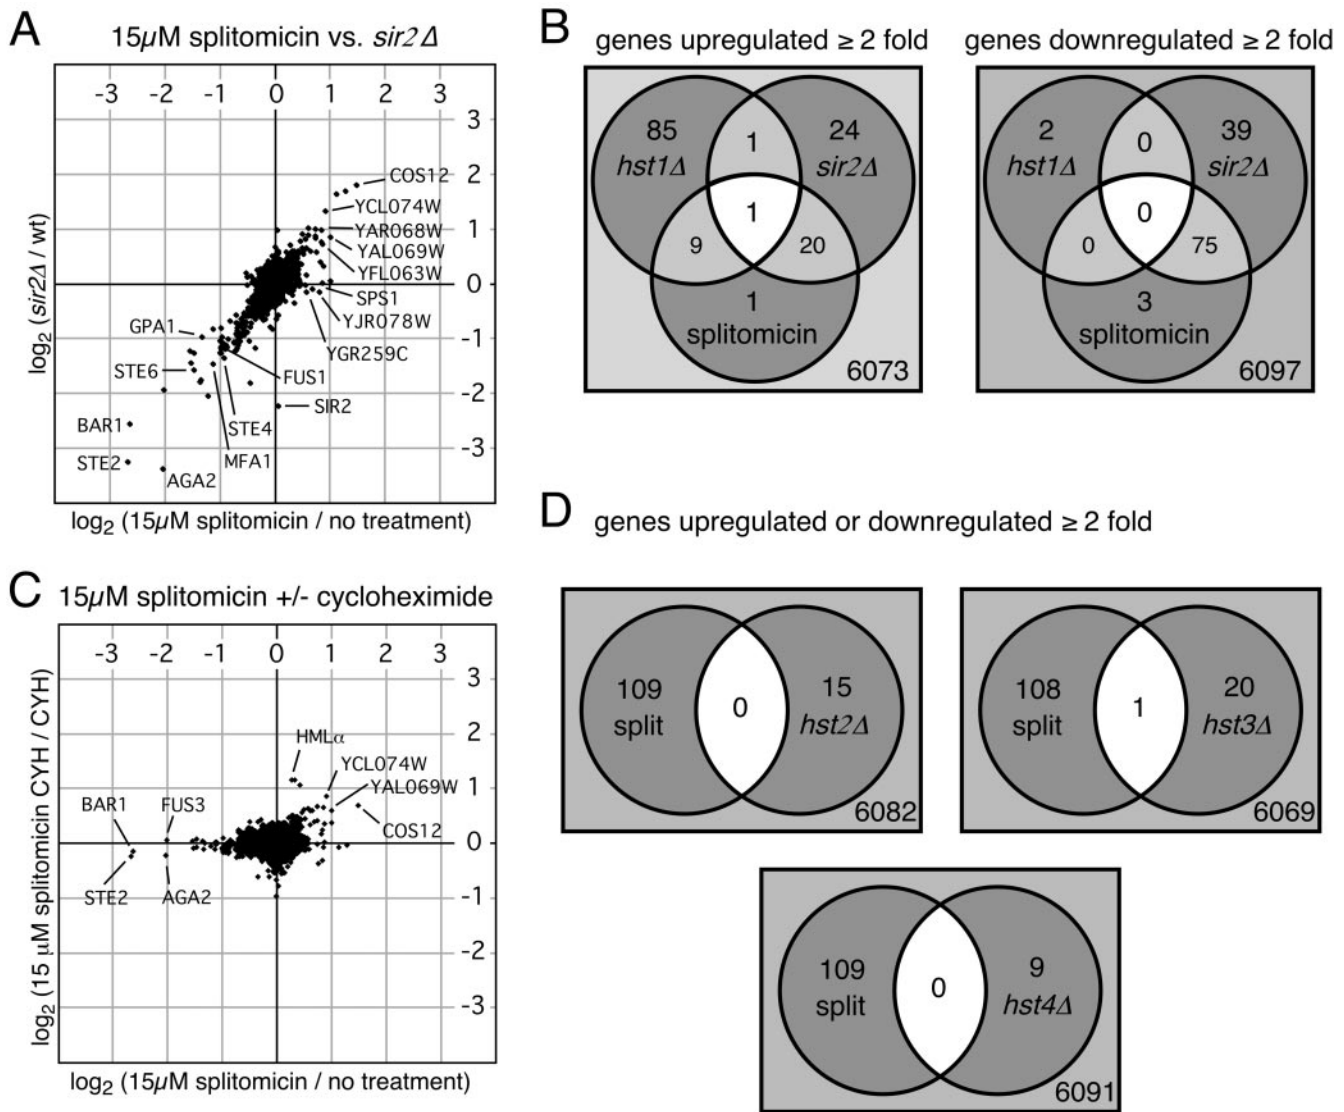 A
15µM splitomicin vs. sir2Δ
-3 -2 -1 0 1 2 3
3
2
1
0
-1
-2
-3
COS12
YCL074W
YAR068W
YAL069W
YFL063W
SPS1
YJR078W
YGR259C
GPA1
STE6
FUS1
SIR2
BAR1
STE4
STE2
MFA1
AGA2
log2 (sir2Δ / wt)
log2 (15µM splitomicin / no treatment)
B
genes upregulated ≥ 2 fold
85
hst1Δ
1
24
sir2Δ
1
9
20
1
splitomicin
6073
genes downregulated ≥ 2 fold
2
hst1Δ
0
39
sir2Δ
0
0
75
3
splitomicin
6097
C
15µM splitomicin +/- cycloheximide
-3 -2 -1 0 1 2 3
3
2
1
0
-1
-2
-3
HMLα
YCL074W
YAL069W
COS12
BAR1
FUS3
STE2
AGA2
log2 (15 µM splitomicin CYH / CYH)
log2 (15µM splitomicin / no treatment)
D
genes upregulated or downregulated ≥ 2 fold
109
split
0
15
hst2Δ
6082
108
split
1
20
hst3Δ
6069
109
split
0
9
hst4Δ
6091